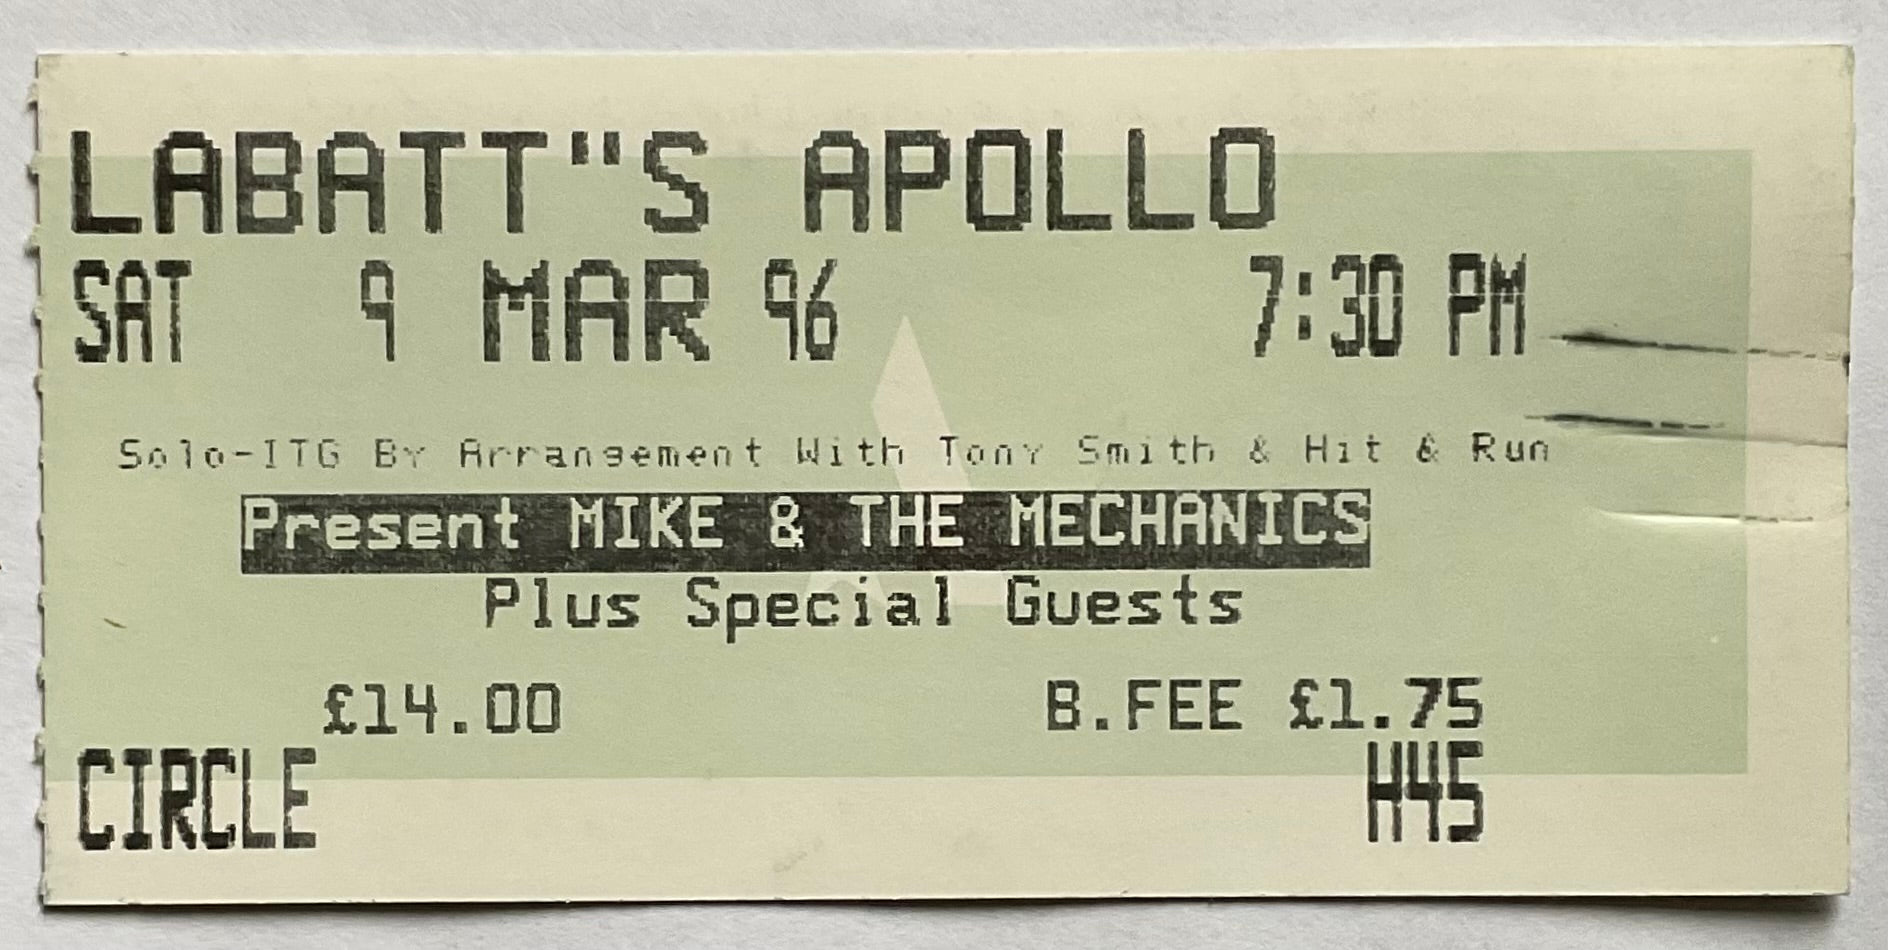 LABATT"S APOLLO
SAT 9 MAR 96 7:30 PM
Solo-ITG By Arrangement With Tony Smith & Hit & Run
Present MIKE & THE MECHANICS
Plus Special Guests
£14.00 B.FEE £1.75
CIRCLE H45